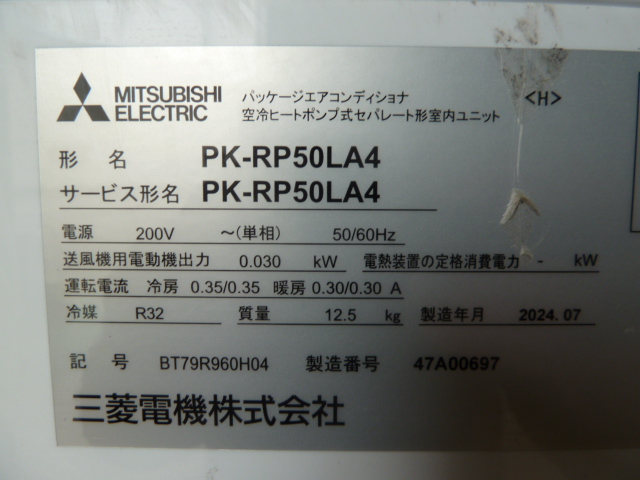 MITSUBISHI ELECTRIC パッケージエアコンディショナ <H>
空冷ヒートポンプ式セパレート形室内ユニット
形 名 PK-RP50LA4
サービス形名 PK-RP50LA4
電源 200V ～(単相) 50/60Hz
送風機用電動機出力 0.030 kW 電熱装置の定格消費電力 - kW
運転電流 冷房 0.35/0.35 暖房 0.30/0.30 A
冷媒 R32 質量 12.5 kg 製造年月 2024.07
記 号 BT79R960H04 製造番号 47A00697
三菱電機株式会社